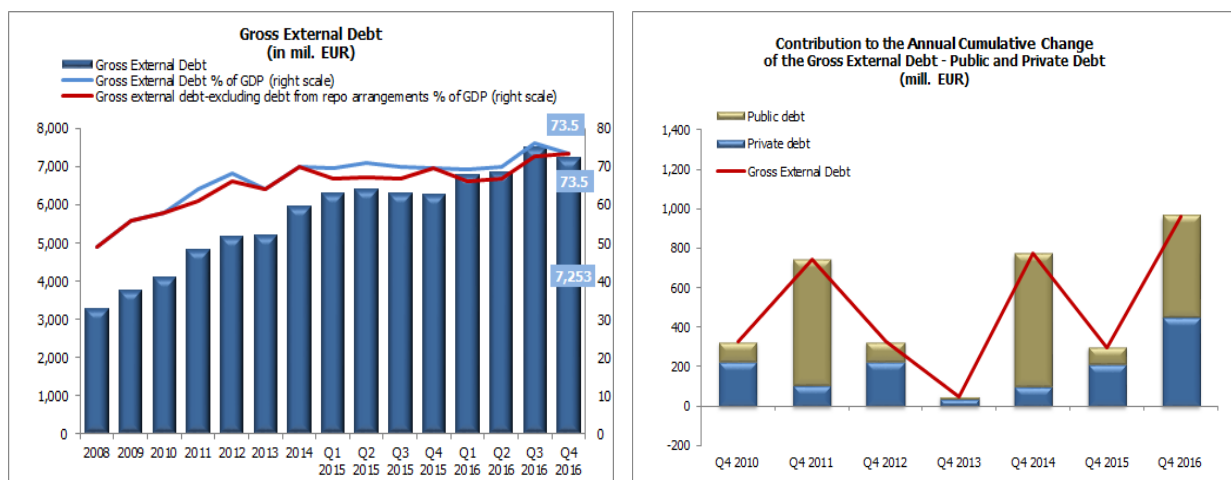 Gross External Debt
(in mil. EUR)
Gross External Debt
Gross External Debt % of GDP (right scale)
Gross external debt-excluding debt from repo arrangements % of GDP (right scale)
8,000
7,000
6,000
5,000
4,000
3,000
2,000
1,000
0
80
70
60
50
40
30
20
10
0
73.5
73.5
7,253
2008 2009 2010 2011 2012 2013 2014 Q1 Q2 Q3 Q4 Q1 Q2 Q3 Q4
2015 2015 2015 2015 2016 2016 2016 2016
Contribution to the Annual Cumulative Change
of the Gross External Debt - Public and Private Debt
(mill. EUR)
Public debt
Private debt
Gross External Debt
1,400
1,200
1,000
800
600
400
200
0
-200
Q4 2010 Q4 2011 Q4 2012 Q4 2013 Q4 2014 Q4 2015 Q4 2016